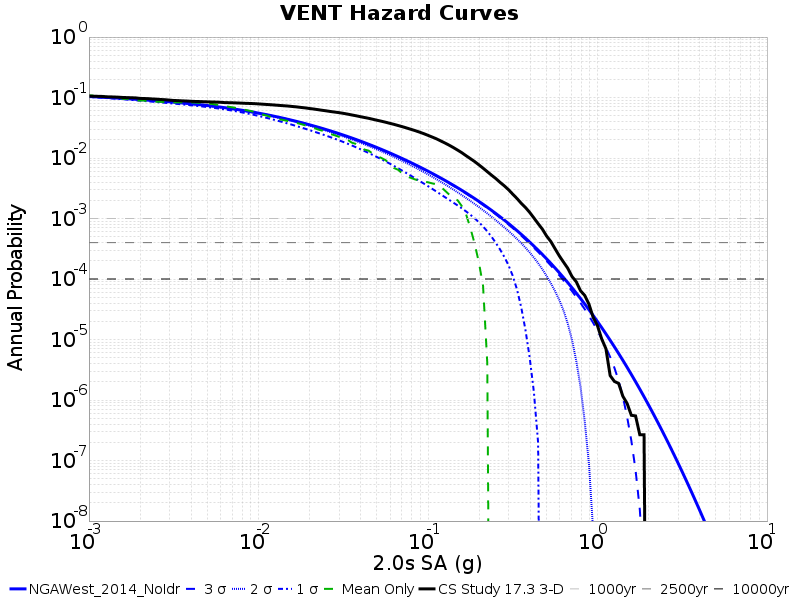 VENT Hazard Curves
10^0
10^-1
10^-2
10^-3
10^-4
10^-5
10^-6
10^-7
10^-8
Annual Probability
10^-3 10^-2 10^-1 10^0 10^1
2.0s SA (g)
NGAWest_2014_NoIdr 3 σ 2 σ 1 σ Mean Only CS Study 17.3 3-D 1000yr 2500yr 10000yr